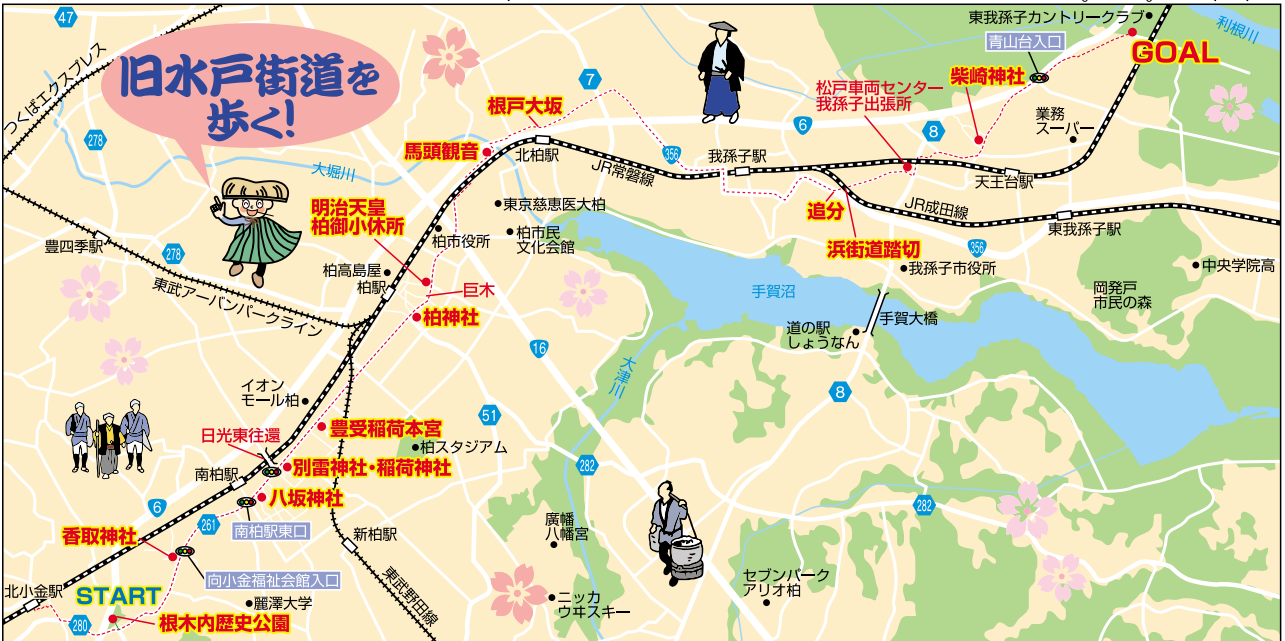 47
つくばエクスプレス
旧水戸街道を
歩く!
278
大堀川
豊四季駅
278
東武アーバンパークライン
明治天皇
柏御小休所
柏高島屋
柏駅
柏市役所
巨木
柏神社
馬頭観音
根戸大坂
7
北柏駅
JR常磐線
東京慈恵医大柏
柏市民
文化会館
356
我孫子駅
6
松戸車両センター
我孫子出張所
8
柴崎神社
業務
スーパー
天王台駅
東我孫子カントリークラブ
青山台入口
GOAL
利根川
追分
浜街道踏切
JR成田線
356
東我孫子駅
我孫子市役所
中央学院高
岡発戸
市民の森
手賀沼
手賀大橋
道の駅
しょうなん
8
16
大津川
51
イオン
モール柏
豊受稲荷本宮
柏スタジアム
日光東往還
別雷神社・稲荷神社
南柏駅
八坂神社
6
261
南柏駅東口
香取神社
向小金福祉会館入口
新柏駅
東武野田線
北小金駅
START
280
根木内歴史公園
麗澤大学
282
廣幡
八幡宮
ニッカ
ウヰスキー
セブンパーク
アリオ柏
282